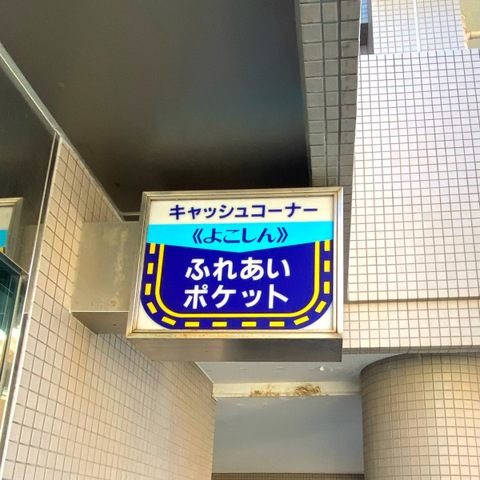 キャッシュコーナー
《よこしん》
ふれあい
ポケット